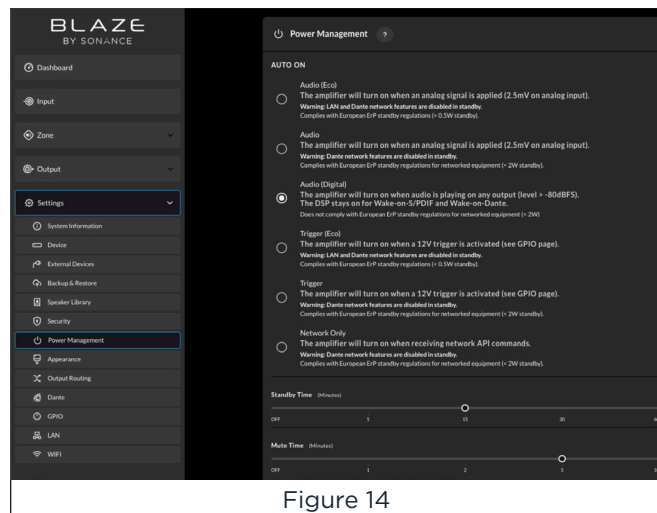 BLAZE
BY SONANCE
Dashboard
Input
Zone
Output
Settings
System Information
Device
External Devices
Backup & Restore
Speaker Library
Security
Power Management
Appearance
Output Routing
Dante
GPIO
LAN
WIFI
Power Management ?
AUTO ON
Audio (Eco)
The amplifier will turn on when an analog signal is applied (2.5mV on analog input).
Warning: LAN and Dante network features are disabled in standby.
Complies with European ErP standby regulations (< 0.5W standby).
Audio
The amplifier will turn on when an analog signal is applied (2.5mV on analog input).
Warning: Dante network features are disabled in standby.
Complies with European ErP standby regulations for networked equipment (< 2W standby).
Audio (Digital)
The amplifier will turn on when audio is playing on any output (level > -80dBFS).
The DSP stays on for Wake-on-S/PDIF and Wake-on-Dante.
Does not comply with European ErP standby regulations for networked equipment (< 2W)
Trigger (Eco)
The amplifier will turn on when a 12V trigger is activated (see GPIO page).
Warning: LAN and Dante network features are disabled in standby.
Complies with European ErP standby regulations (< 0.5W standby).
Trigger
The amplifier will turn on when a 12V trigger is activated (see GPIO page).
Warning: Dante network features are disabled in standby.
Complies with European ErP standby regulations for networked equipment (< 2W standby).
Network Only
The amplifier will turn on when receiving network API commands.
Warning: Dante network features are disabled in standby.
Complies with European ErP standby regulations for networked equipment (< 2W standby).
Standby Time (Minutes)
OFF 5 15 30
Mute Time (Minutes)
OFF 1 2 5
Figure 14